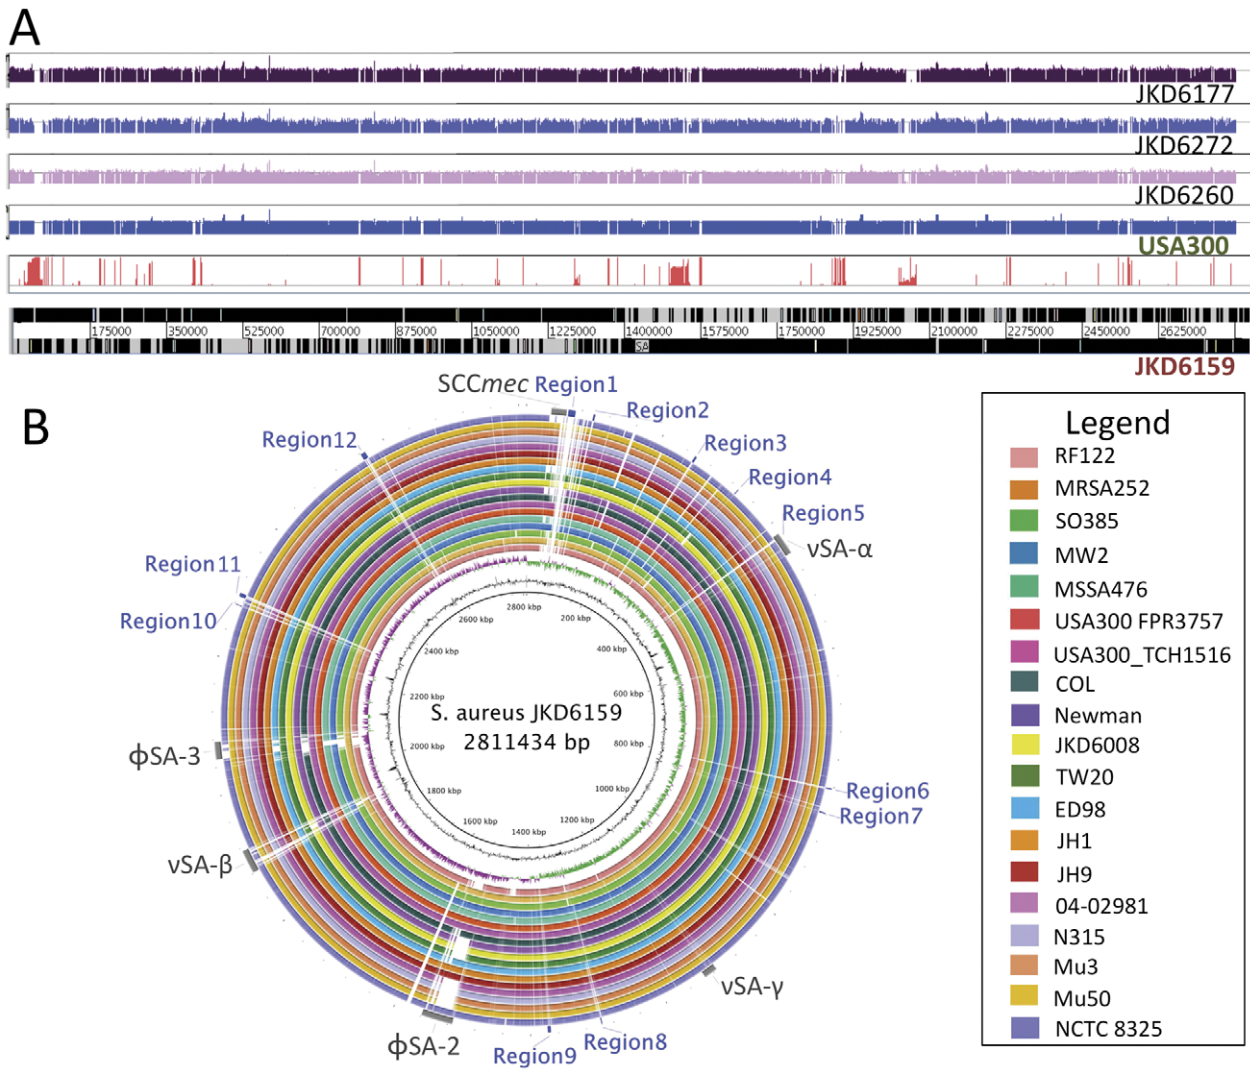 A
JKD6177
JKD6272
JKD6260
USA300
175000 350000 525000 700000 875000 1050000 1225000 1400000 1575000 1750000 1925000 2100000 2275000 2450000 2625000
SA
JKD6159
B
SCCmec Region1
Region2
Region12
Region3
Region4
Region5
νSA-α
Region11
Region10
2800 kbp
2600 kbp 200 kbp
2400 kbp 400 kbp
2200 kbp 600 kbp
S. aureus JKD6159
2811434 bp
2000 kbp 800 kbp
1800 kbp 1000 kbp
1600 kbp 1200 kbp
1400 kbp
ϕSA-3
Region6
Region7
νSA-β
νSA-γ
ϕSA-2
Region9 Region8
Legend
RF122
MRSA252
SO385
MW2
MSSA476
USA300 FPR3757
USA300_TCH1516
COL
Newman
JKD6008
TW20
ED98
JH1
JH9
04-02981
N315
Mu3
Mu50
NCTC 8325